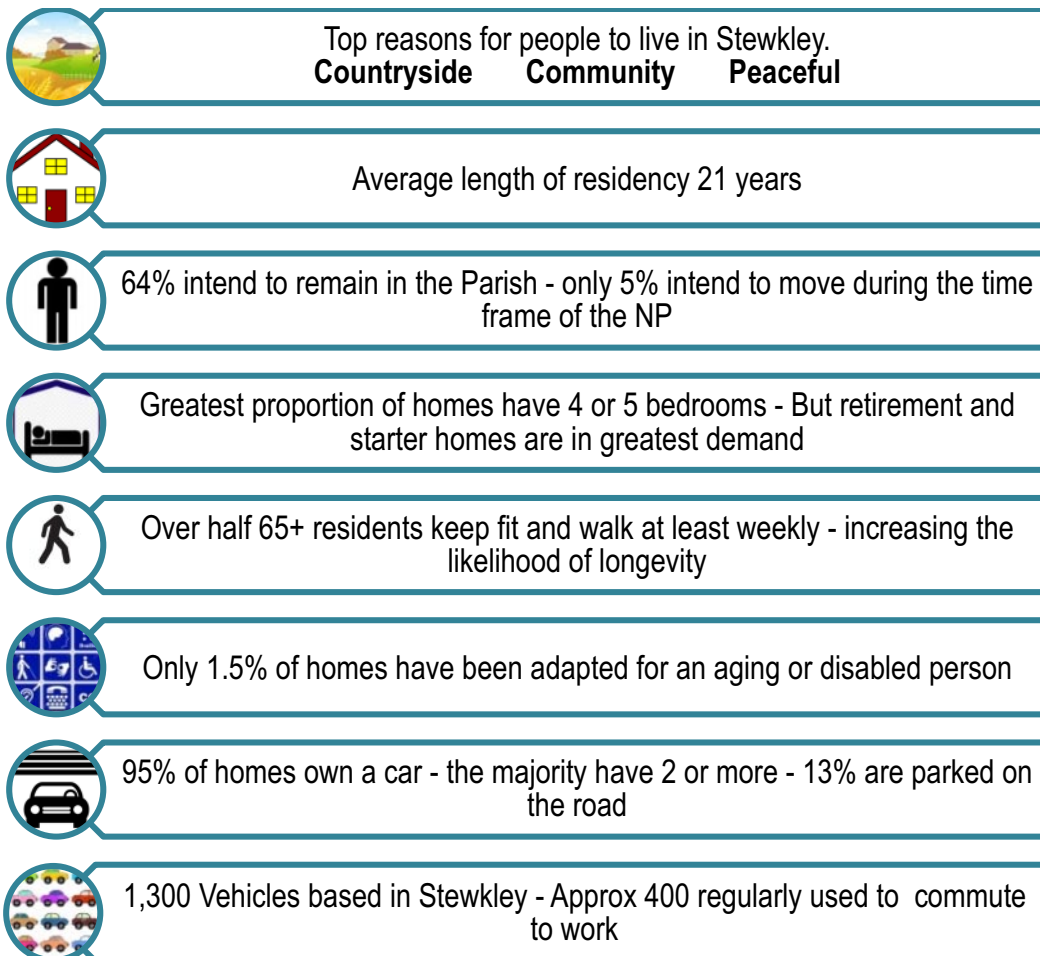 Top reasons for people to live in Stewkley.
Countryside Community Peaceful
Average length of residency 21 years
64% intend to remain in the Parish - only 5% intend to move during the time
frame of the NP
Greatest proportion of homes have 4 or 5 bedrooms - But retirement and
starter homes are in greatest demand
Over half 65+ residents keep fit and walk at least weekly - increasing the
likelihood of longevity
Only 1.5% of homes have been adapted for an aging or disabled person
95% of homes own a car - the majority have 2 or more - 13% are parked on
the road
1,300 Vehicles based in Stewkley - Approx 400 regularly used to commute
to work